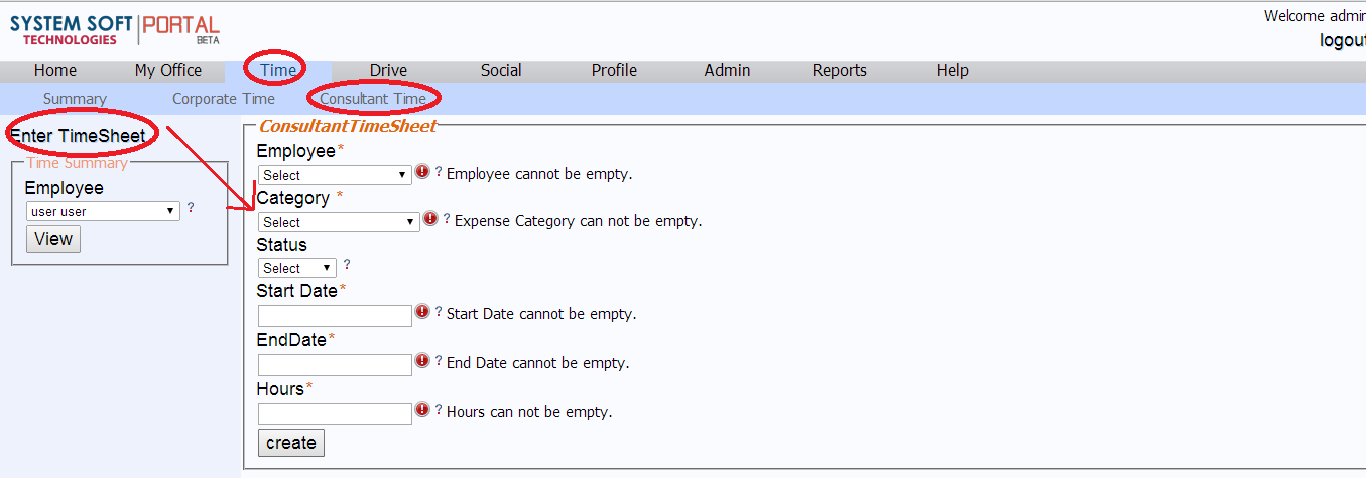 SYSTEM SOFT PORTAL
TECHNOLOGIES BETA
Welcome admin
logout
Home My Office Time Drive Social Profile Admin Reports Help
Summary Corporate Time Consultant Time
Enter TimeSheet
Time Summary
Employee
user user ?
View
ConsultantTimeSheet
Employee*
Select ! ? Employee cannot be empty.
Category *
Select ! ? Expense Category can not be empty.
Status
Select ?
Start Date*
! ? Start Date cannot be empty.
EndDate*
! ? End Date cannot be empty.
Hours*
! ? Hours can not be empty.
create